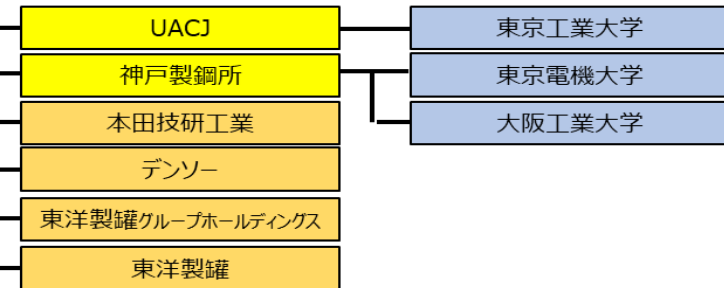 UACJ
東京工業大学
神戸製鋼所
東京電機大学
本田技研工業
大阪工業大学
デンソー
東洋製罐グループホールディングス
東洋製罐